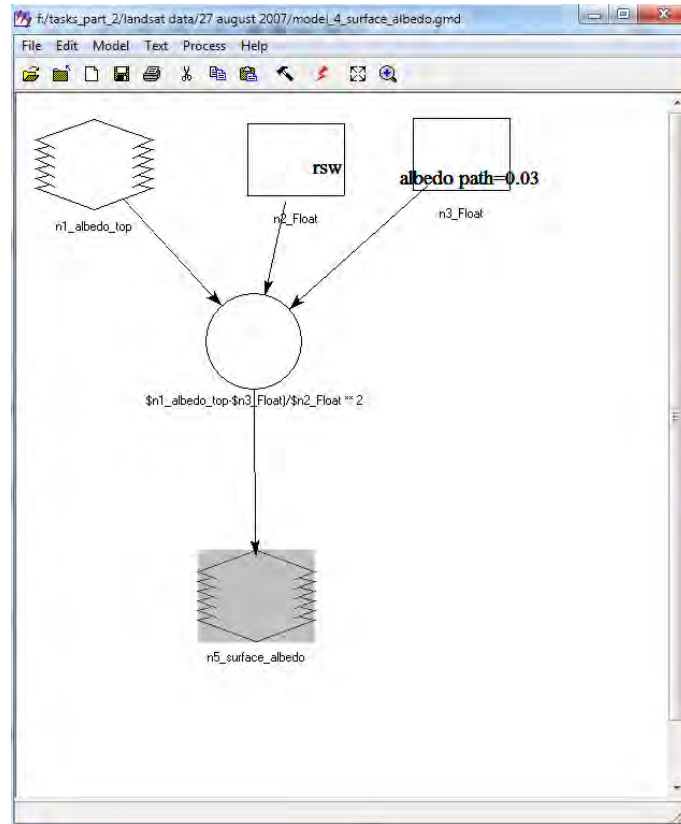 f:/tasks_part_2/landsat data/27 august 2007/model_4_surface_albedo.gmd
File Edit Model Text Process Help
rsw
albedo path=0.03
n1_albedo_top
n2_Float
n3_Float
$n1_albedo_top-$n3_Float)/$n2_Float ** 2
n5_surface_albedo